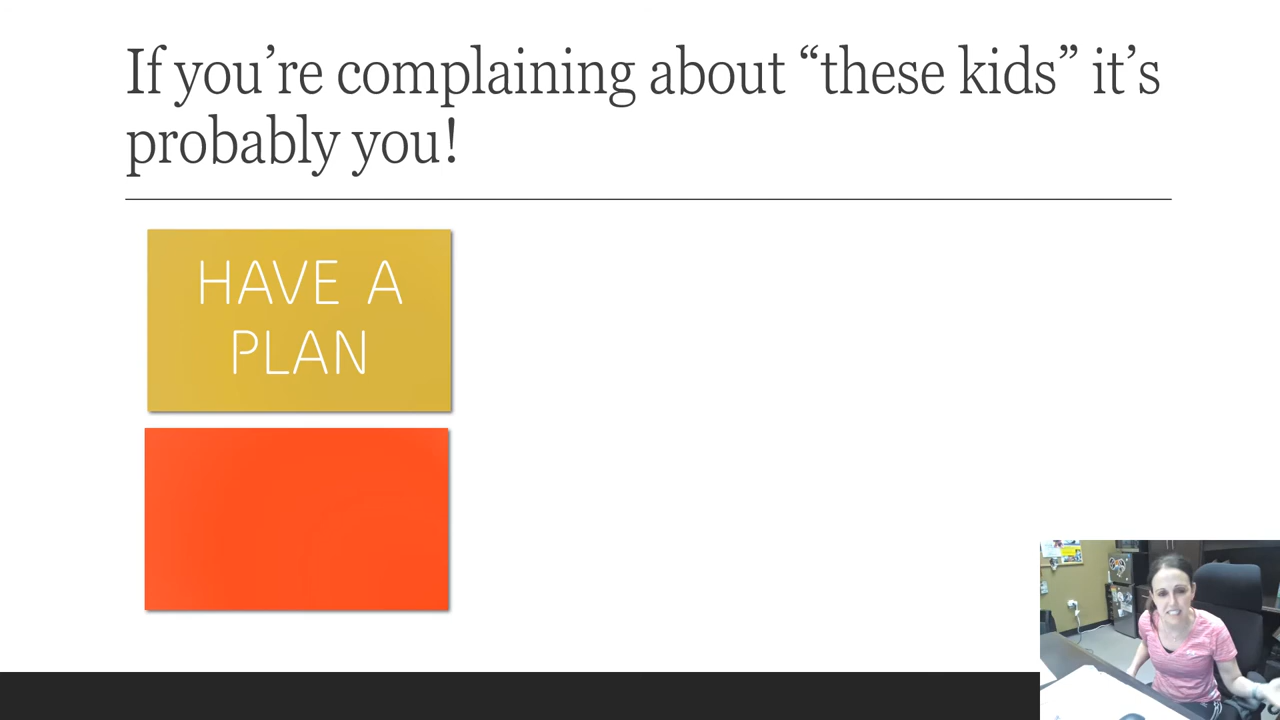 If you’re complaining about “these kids” it’s
probably you!
HAVE A
PLAN